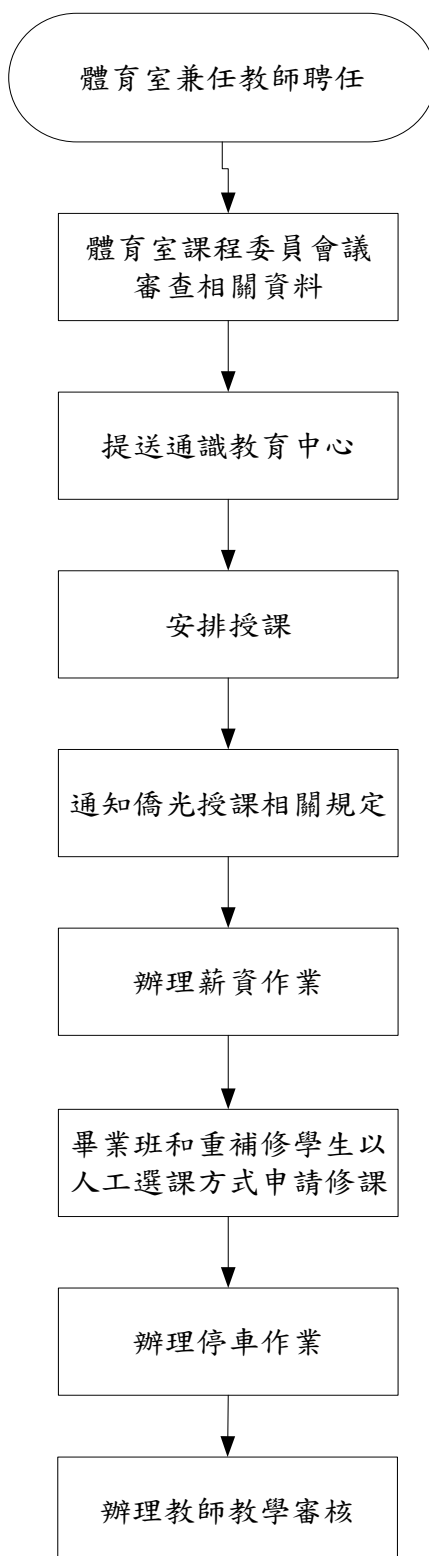 體育室兼任教師聘任
體育室課程委員會議
審查相關資料
提送通識教育中心
安排授課
通知僑光授課相關規定
辦理薪資作業
畢業班和重補修學生以
人工選課方式申請修課
辦理停車作業
辦理教師教學審核